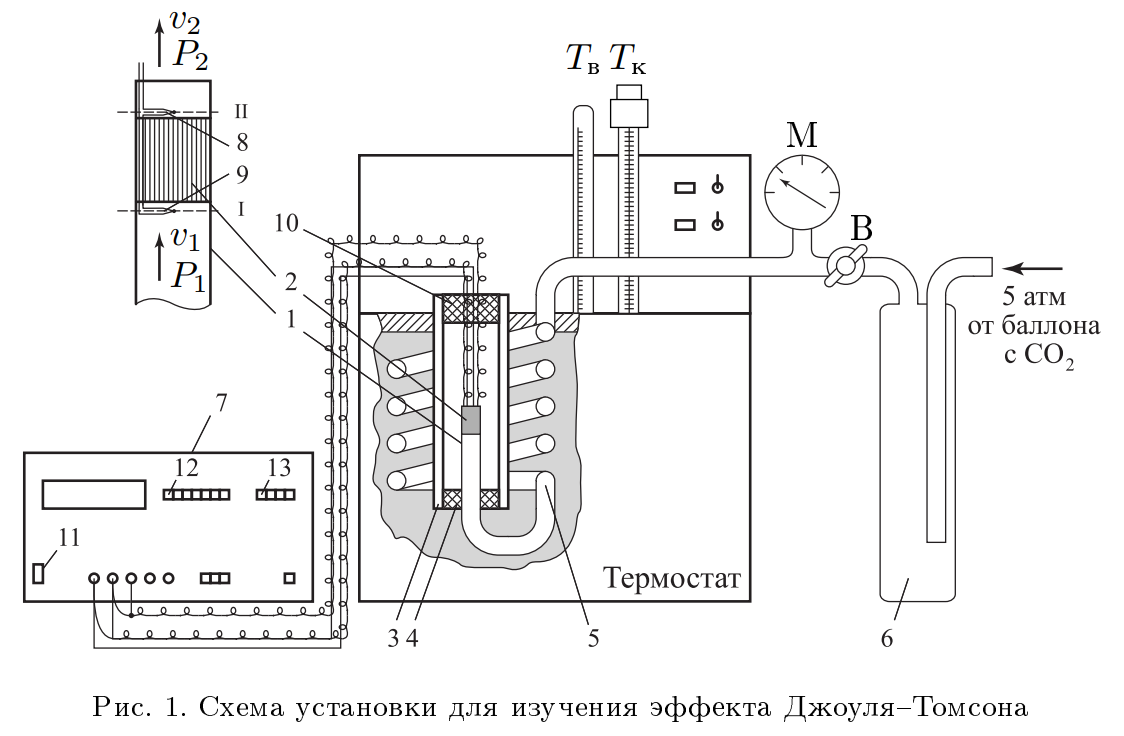 v₂
P₂
II
8
9
I
v₁
P₁
10
2
1
Tв Tк
M
В
5 атм
от баллона
с CO₂
7
12 13
11
Термостат
3 4 5 6
Рис. 1. Схема установки для изучения эффекта Джоуля–Томсона